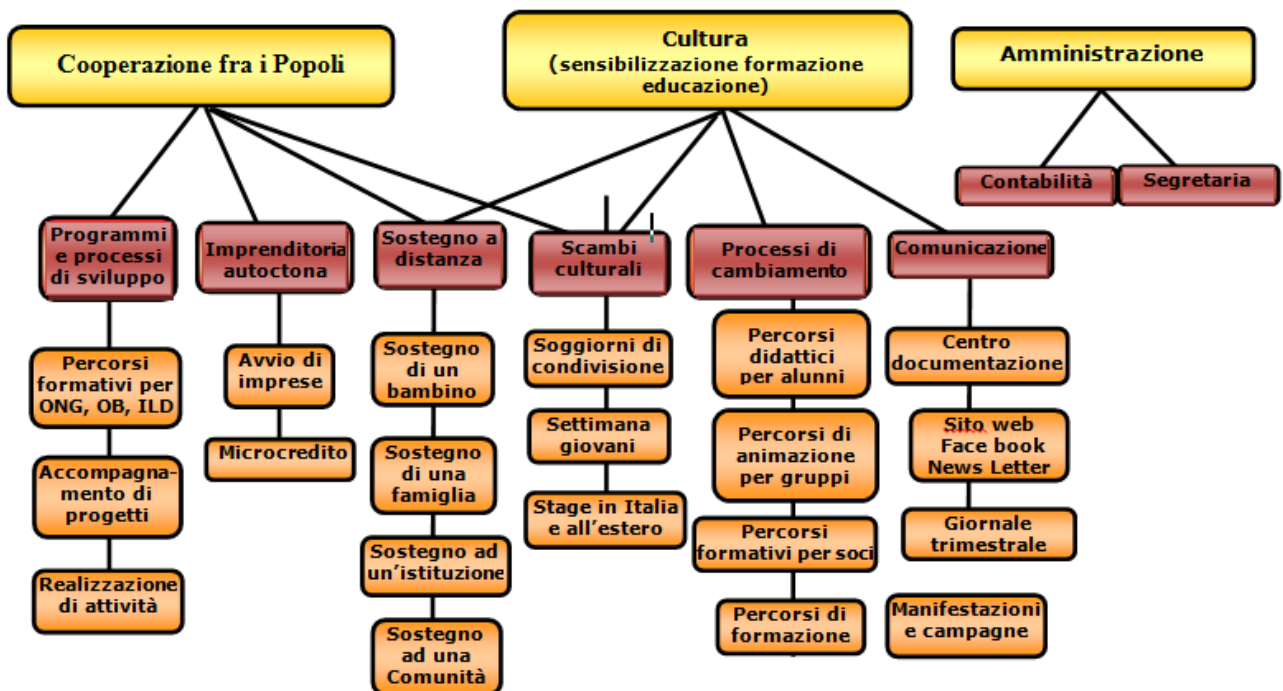 Cooperazione fra i Popoli
Cultura
(sensibilizzazione formazione
educazione)
Amministrazione
Contabilità
Segretaria
Programmi
e processi
di sviluppo
Imprenditoria
autoctona
Sostegno a
distanza
Scambi
culturali
Processi di
cambiamento
Comunicazione
Percorsi
formativi per
ONG, OB, ILD
Accompagna-
mento di
progetti
Realizzazione
di attività
Avvio di
imprese
Microcredito
Sostegno
di un
bambino
Sostegno
di una
famiglia
Sostegno ad
un'istituzione
Sostegno
ad una
Comunità
Soggiorni di
condivisione
Settimana
giovani
Stage in Italia
e all'estero
Percorsi
didattici
per alunni
Percorsi di
animazione
per gruppi
Percorsi
formativi per soci
Percorsi di
formazione
Centro
documentazione
Sito web
Face book
News Letter
Giornale
trimestrale
Manifestazioni
e campagne